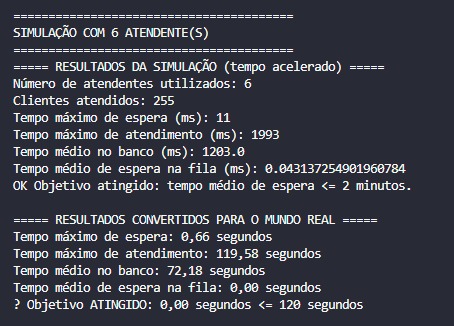 ========================================
SIMULAÇÃO COM 6 ATENDENTE(S)
========================================
===== RESULTADOS DA SIMULAÇÃO (tempo acelerado) =====
Número de atendentes utilizados: 6
Clientes atendidos: 255
Tempo máximo de espera (ms): 11
Tempo máximo de atendimento (ms): 1993
Tempo médio no banco (ms): 1203.0
Tempo médio de espera na fila (ms): 0.043137254901960784
OK Objetivo atingido: tempo médio de espera <= 2 minutos.

===== RESULTADOS CONVERTIDOS PARA O MUNDO REAL =====
Tempo máximo de espera: 0,66 segundos
Tempo máximo de atendimento: 119,58 segundos
Tempo médio no banco: 72,18 segundos
Tempo médio de espera na fila: 0,00 segundos
? Objetivo ATINGIDO: 0,00 segundos <= 120 segundos